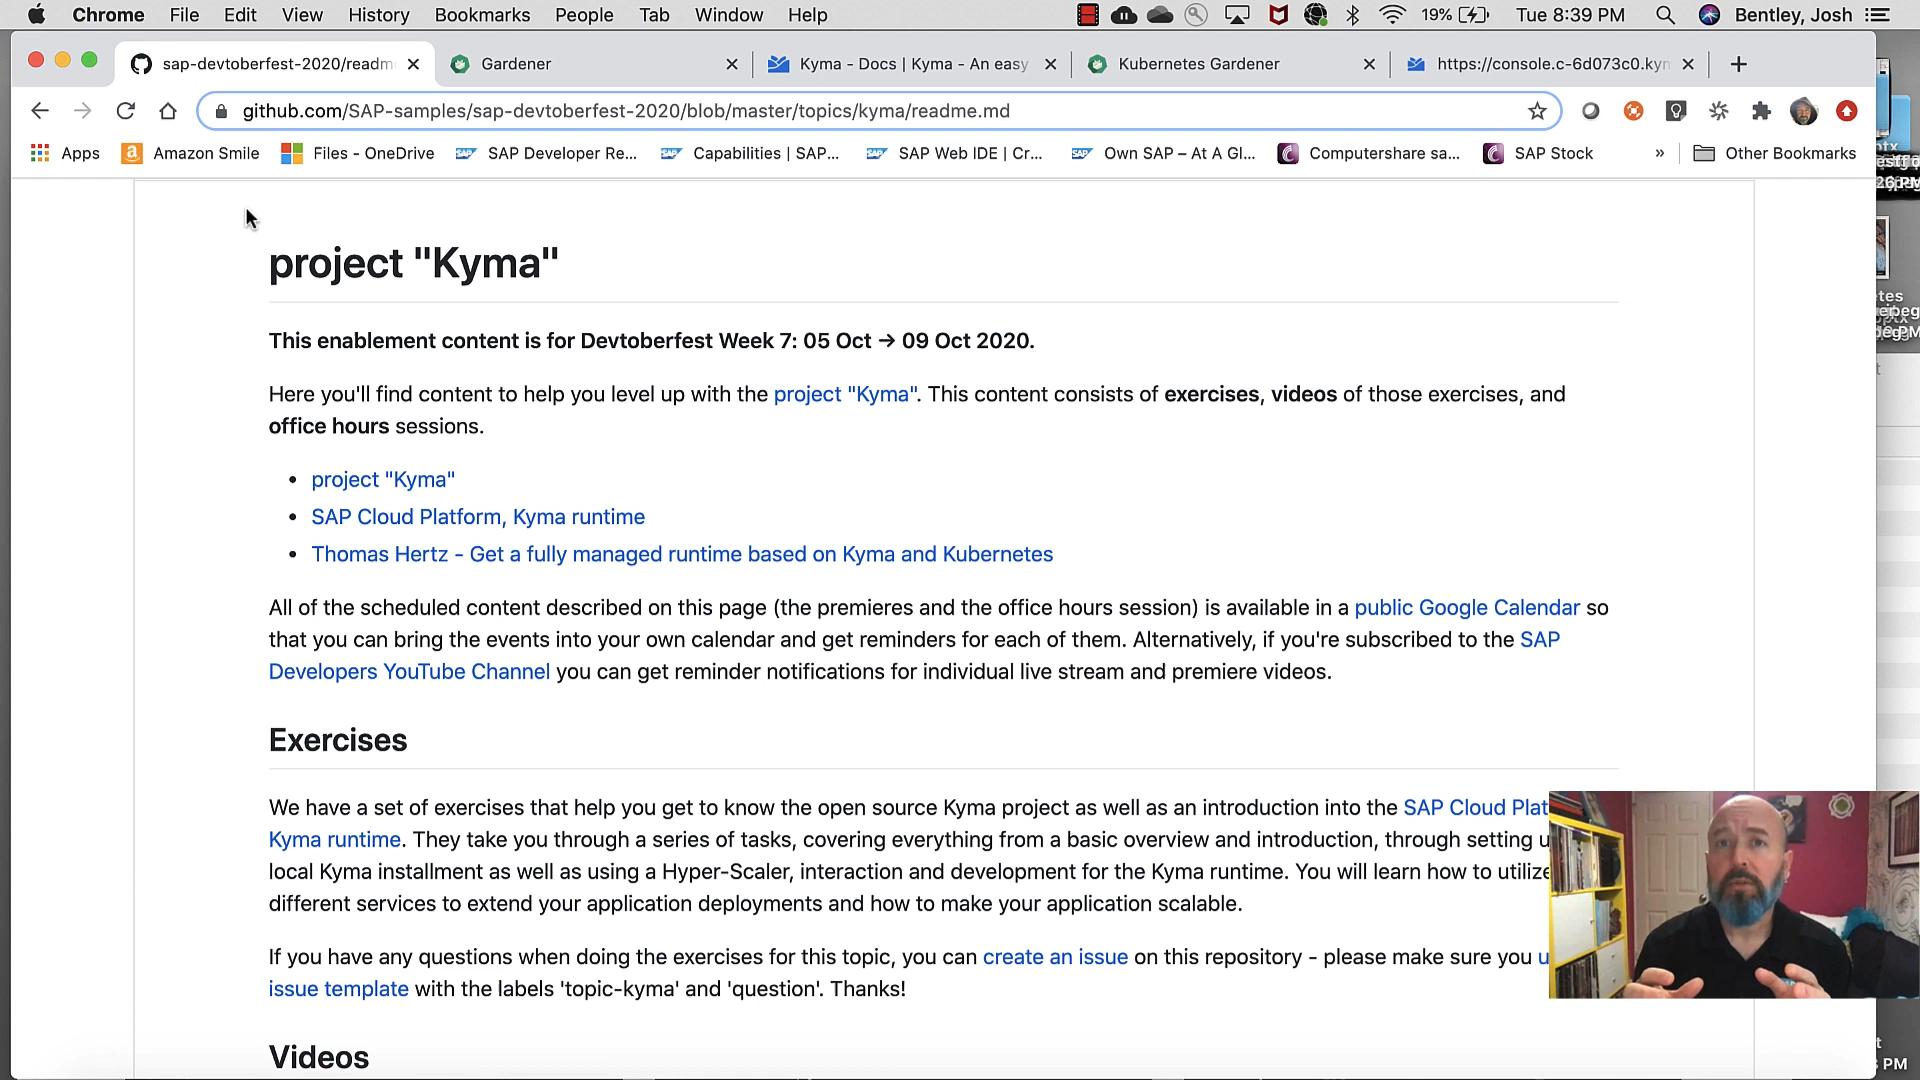 Chrome File Edit View History Bookmarks People Tab Window Help 19% Tue 8:39 PM Bentley, Josh
sap-devtoberfest-2020/readm Gardener Kyma - Docs | Kyma - An easy Kubernetes Gardener https://console.c-6d073c0.kyn
github.com/SAP-samples/sap-devtoberfest-2020/blob/master/topics/kyma/readme.md
Apps Amazon Smile Files - OneDrive SAP Developer Re... Capabilities | SAP... SAP Web IDE | Cr... Own SAP – At A Gl... Computershare sa... SAP Stock » Other Bookmarks
project "Kyma"
This enablement content is for Devtoberfest Week 7: 05 Oct → 09 Oct 2020.
Here you'll find content to help you level up with the project "Kyma". This content consists of exercises, videos of those exercises, and
office hours sessions.
• project "Kyma"
• SAP Cloud Platform, Kyma runtime
• Thomas Hertz - Get a fully managed runtime based on Kyma and Kubernetes
All of the scheduled content described on this page (the premieres and the office hours session) is available in a public Google Calendar so
that you can bring the events into your own calendar and get reminders for each of them. Alternatively, if you're subscribed to the SAP
Developers YouTube Channel you can get reminder notifications for individual live stream and premiere videos.
Exercises
We have a set of exercises that help you get to know the open source Kyma project as well as an introduction into the SAP Cloud Plat
Kyma runtime. They take you through a series of tasks, covering everything from a basic overview and introduction, through setting u
local Kyma installment as well as using a Hyper-Scaler, interaction and development for the Kyma runtime. You will learn how to utilize
different services to extend your application deployments and how to make your application scalable.
If you have any questions when doing the exercises for this topic, you can create an issue on this repository - please make sure you u
issue template with the labels 'topic-kyma' and 'question'. Thanks!
Videos